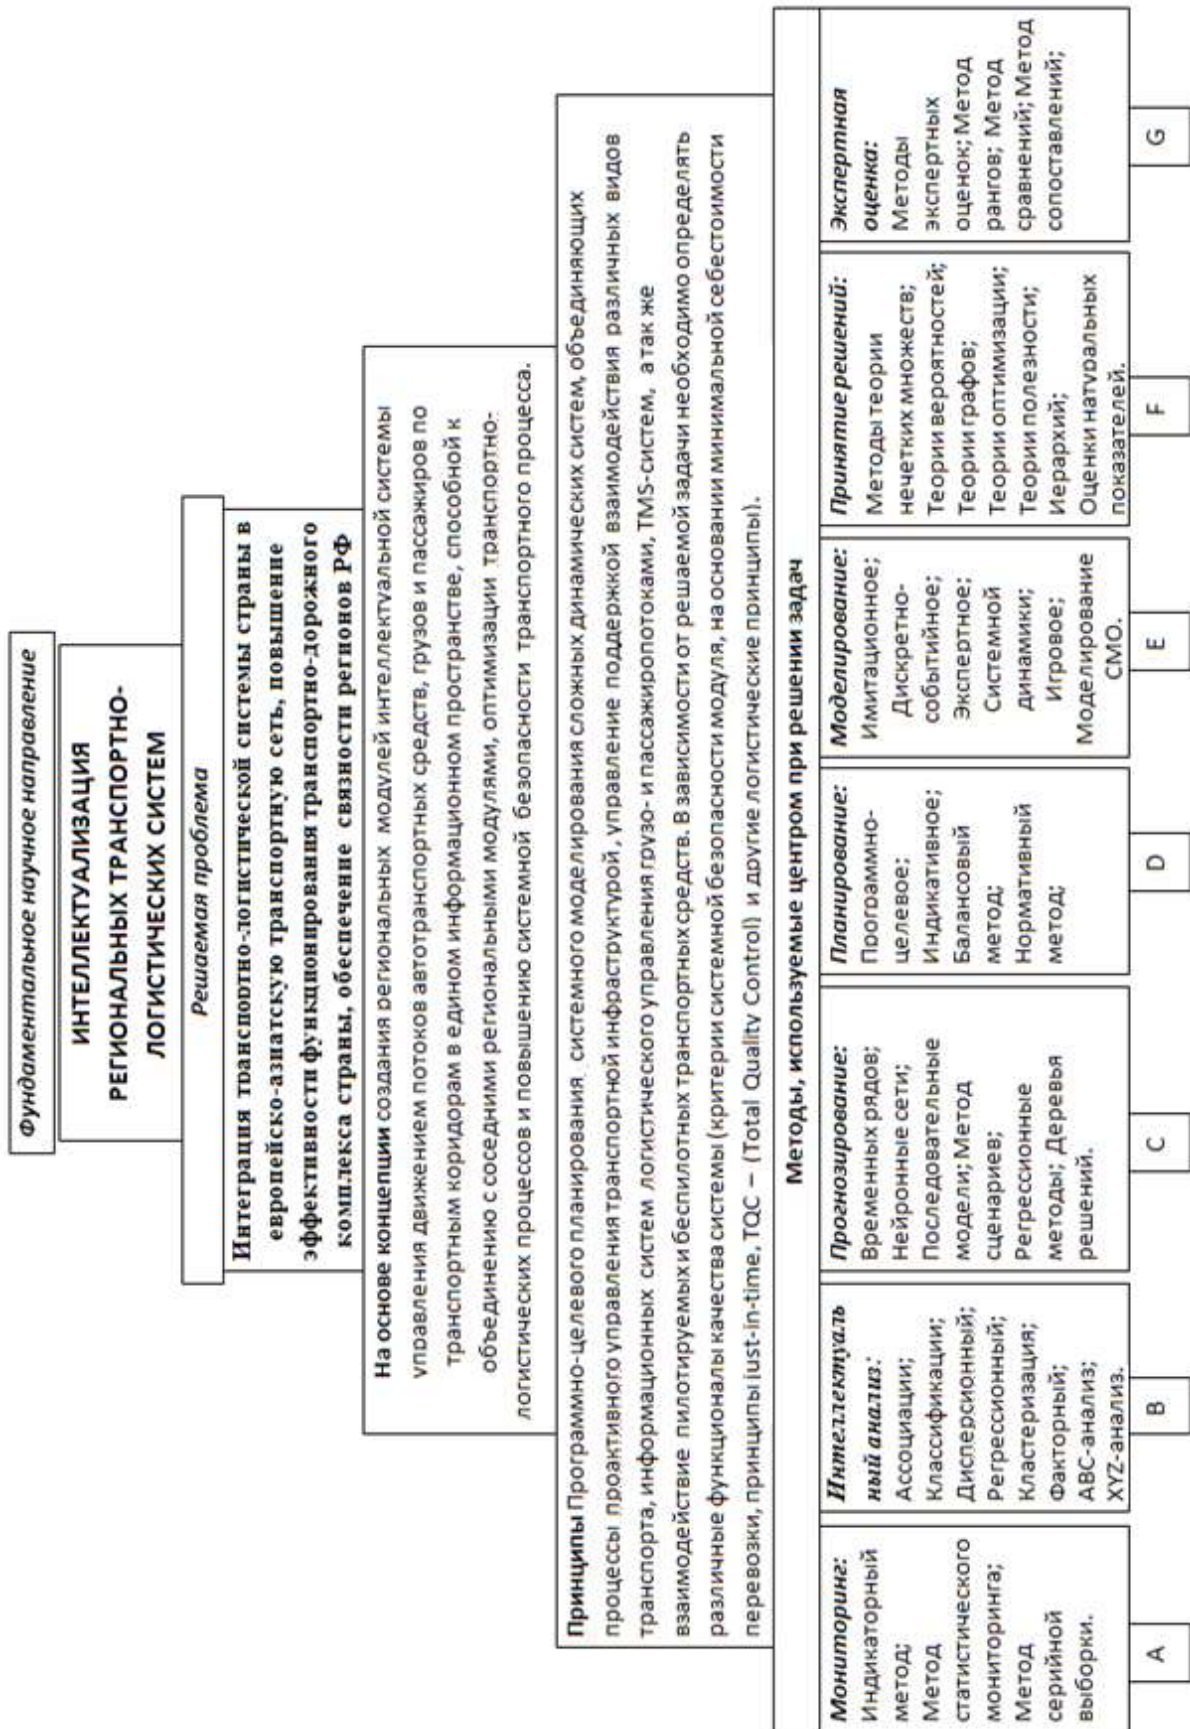 Фундаментальное научное направление
ИНТЕЛЛЕКТУАЛИЗАЦИЯ
РЕГИОНАЛЬНЫХ ТРАНСПОРТНО-
ЛОГИСТИЧЕСКИХ СИСТЕМ
Решаемая проблема
Интеграция транспортно-логистической системы страны в
европейско-азиатскую транспортную сеть, повышение
эффективности функционирования транспортно-дорожного
комплекса страны, обеспечение связности регионов РФ
На основе концепции создания региональных модулей интеллектуальной системы
управления движением потоков автотранспортных средств, грузов и пассажиров по
транспортным коридорам в едином информационном пространстве, способной к
объединению с соседними региональными модулями, оптимизации транспортно-
логистических процессов и повышению системной безопасности транспортного процесса.
Принципы Программно-целевого планирования, системного моделирования сложных динамических систем, объединяющих
процессы проактивного управления транспортной инфраструктурой, управление поддержкой взаимодействия различных видов
транспорта, информационных систем логистического управления грузо- и пассажиропотоками, TMS-систем, а так же
взаимодействие пилотируемых и беспилотных транспортных средств. В зависимости от решаемой задачи необходимо определять
различные функционалы качества системы (критерии системной безопасности модуля, на основании минимальной себестоимости
перевозки, принципы just-in-time, TQC – (Total Quality Control) и другие логистические принципы).
Методы, используемые центром при решении задач
Мониторинг:
Индикаторный
метод;
Метод
статистического
мониторинга;
Метод
серийной
выборки.
A
Интеллектуаль
ный анализ:
Ассоциации;
Классификации;
Дисперсионный;
Регрессионный;
Кластеризация;
Факторный;
ABC-анализ;
XYZ-анализ.
B
Прогнозирование:
Временных рядов;
Нейронные сети;
Последовательные
модели; Метод
сценариев;
Регрессионные
методы; Деревья
решений.
C
Планирование:
Программно-
целевое;
Индикативное;
Балансовый
метод;
Нормативный
метод;
D
Моделирование:
Имитационное;
Дискретно-
событийное;
Экспертное;
Системной
динамики;
Игровое;
Моделирование
СМО.
E
Принятие решений:
Методы теории
нечетких множеств;
Теории вероятностей;
Теории графов;
Теории оптимизации;
Теории полезности;
Иерархий;
Оценки натуральных
показателей.
F
Экспертная
оценка:
Методы
экспертных
оценок; Метод
рангов; Метод
сравнений; Метод
сопоставлений;
G